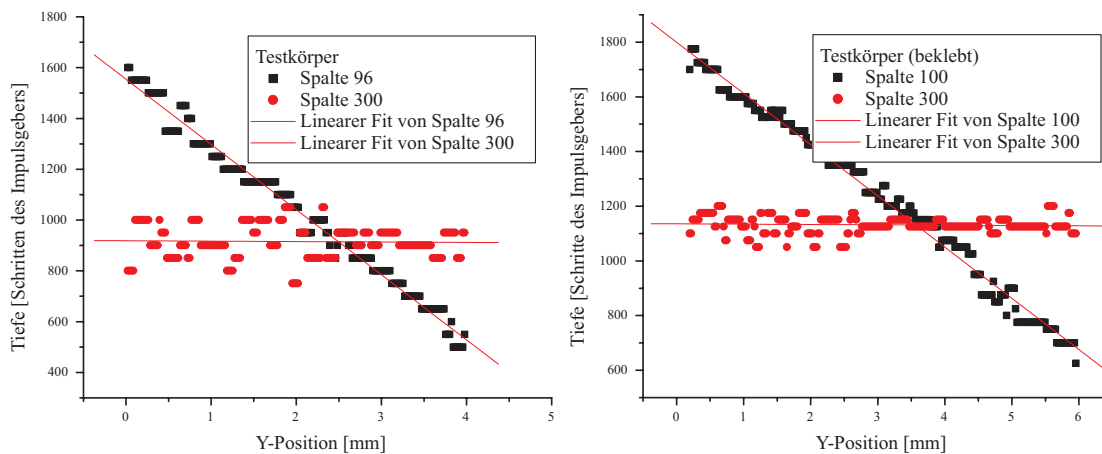 Tiefe [Schritten des Impulsgebers]
1800
1600
1400
1200
1000
800
600
400
0
1
2
3
4
5
Y-Position [mm]
Testkörper
Spalte 96
Spalte 300
Linearer Fit von Spalte 96
Linearer Fit von Spalte 300
Tiefe [Schritte des Impulsgebers]
1800
1600
1400
1200
1000
800
600
0
1
2
3
4
5
6
Y-Position [mm]
Testkörper (beklebt)
Spalte 100
Spalte 300
Linearer Fit von Spalte 100
Linearer Fit von Spalte 300